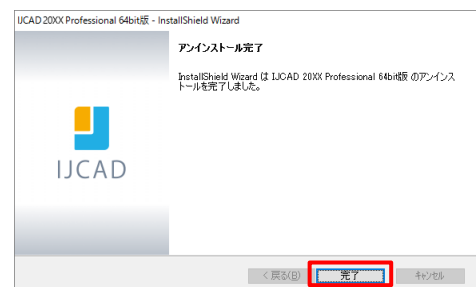 IJCAD 20XX Professional 64bit版 - InstallShield Wizard
アンインストール完了
InstallShield Wizard は IJCAD 20XX Professional 64bit版 のアンインス
トールを完了しました。
IJCAD
< 戻る(B)
完了
キャンセル